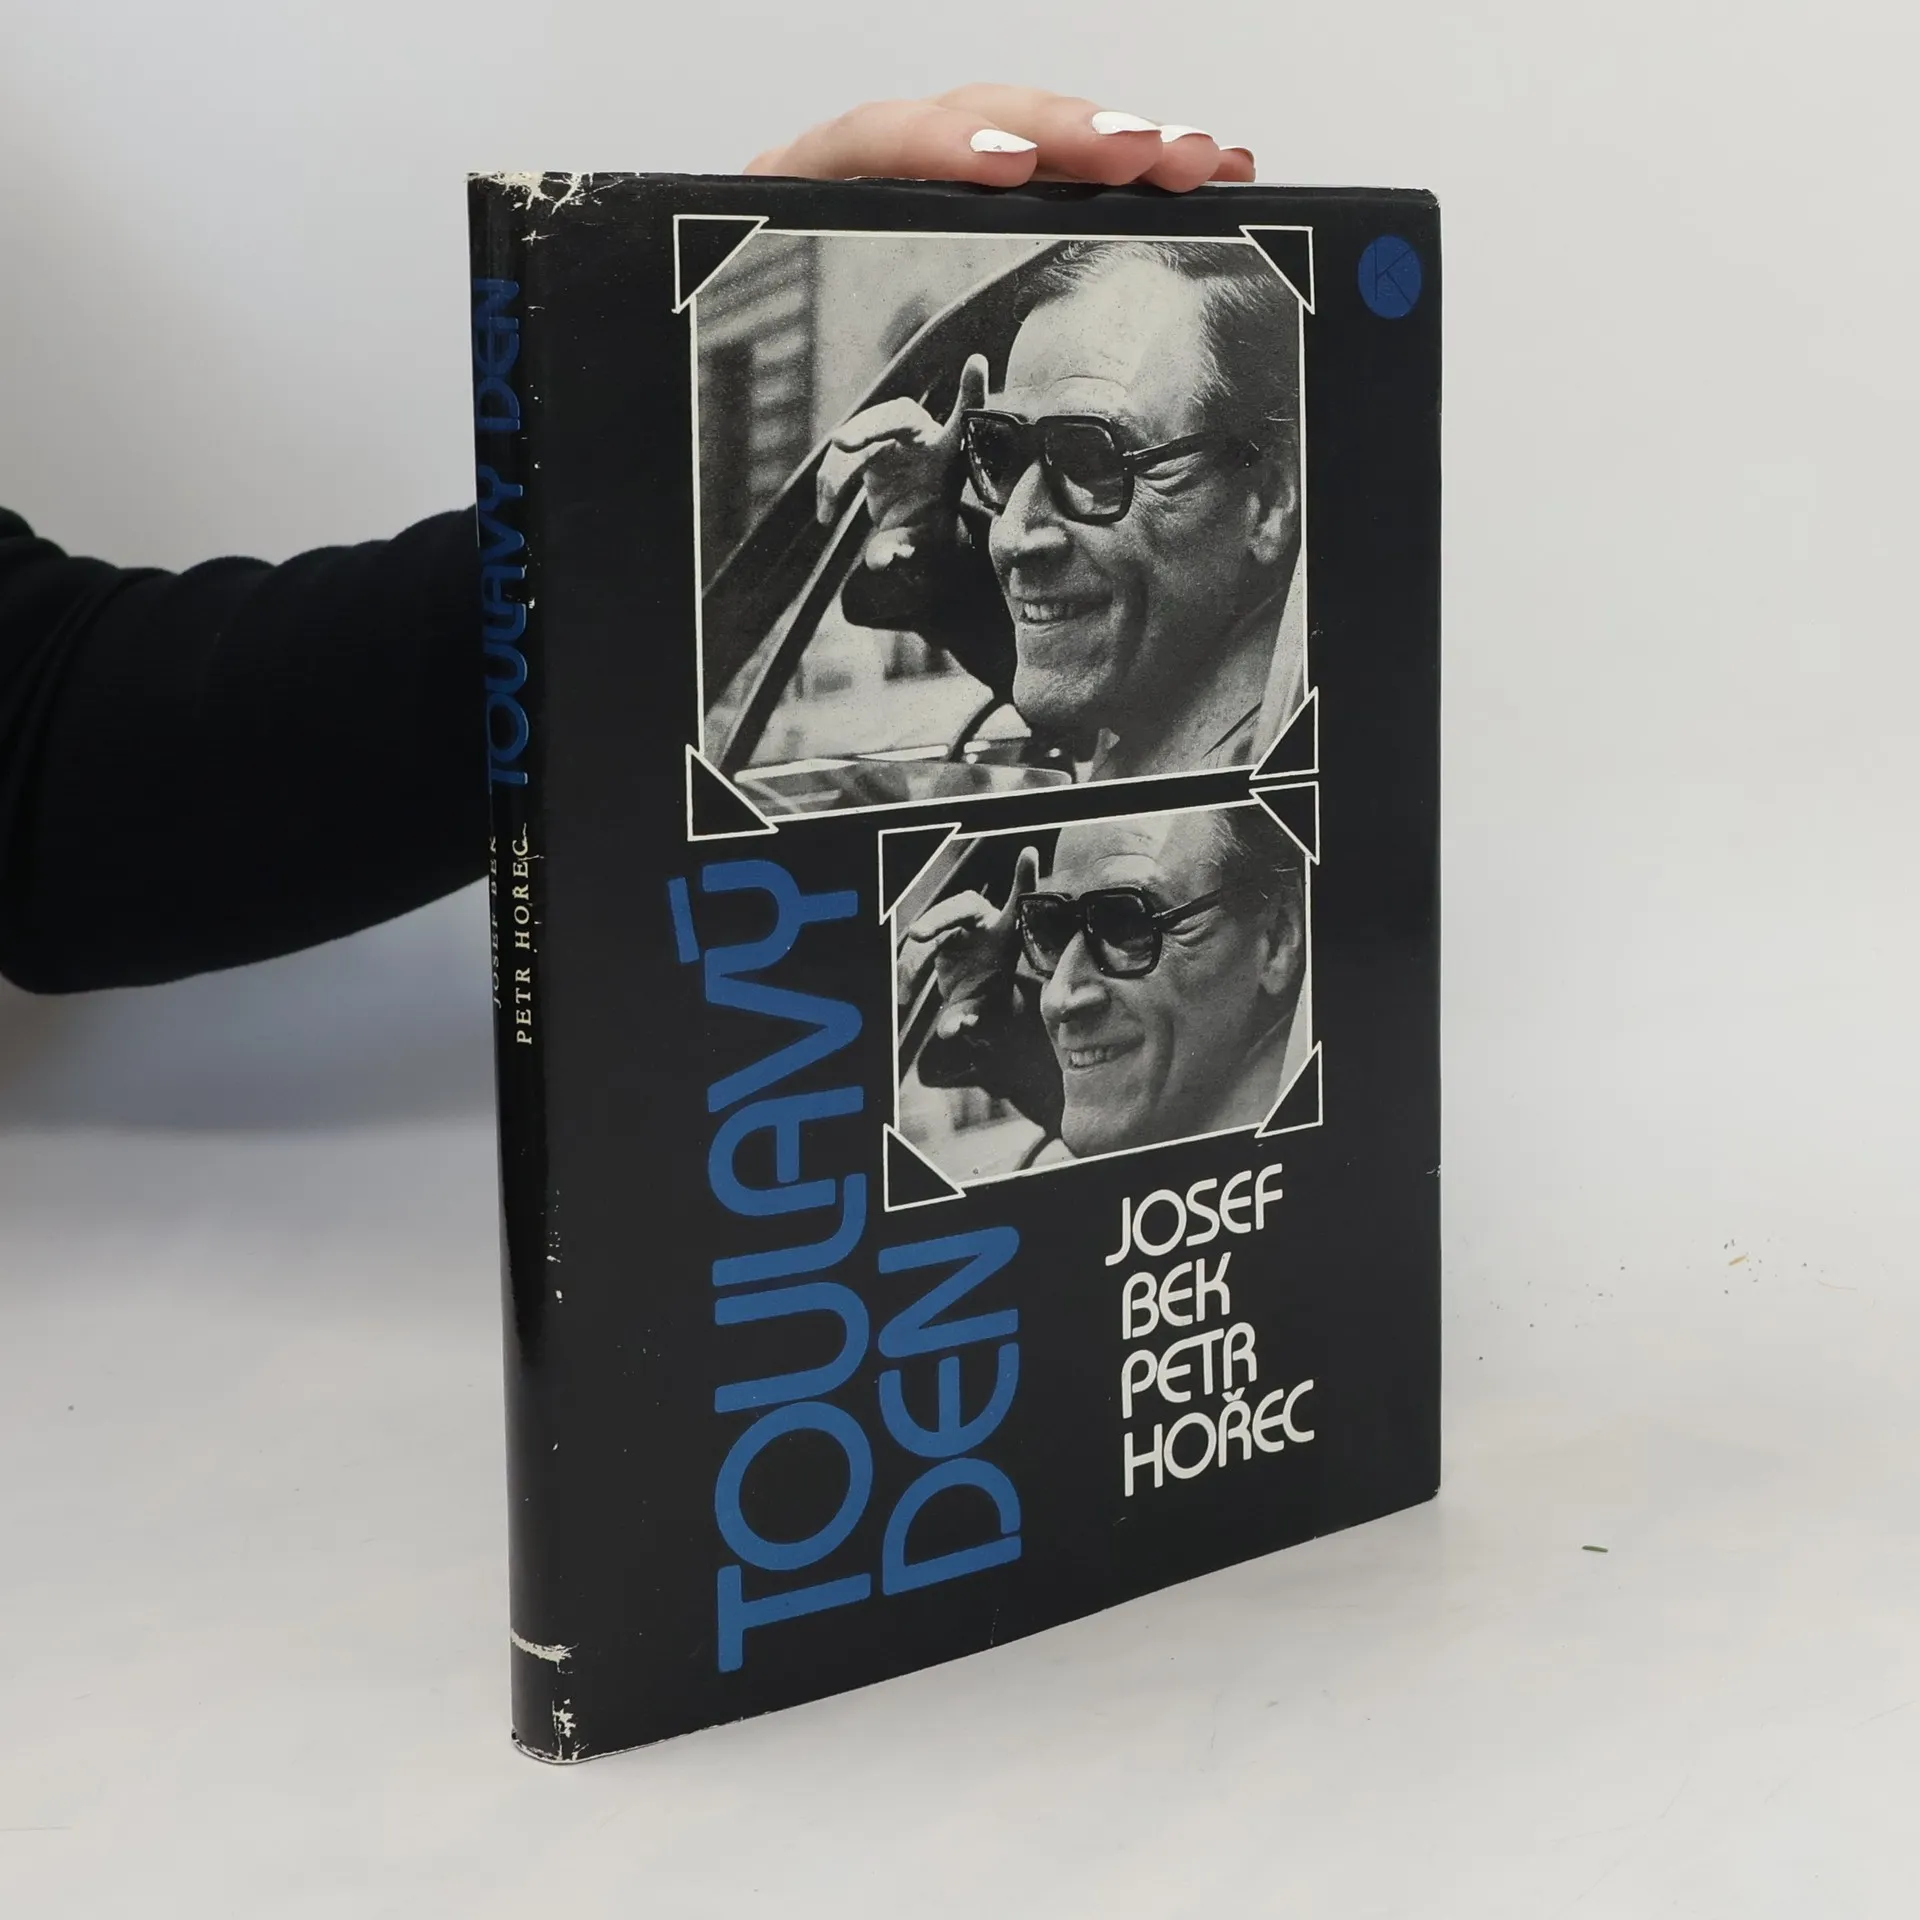 TOULAVÝ DEN
JOSEF BEK
PETR HOŘEC
TOULAVÝ
DEN
JOSEF
BEK
PETR
HOŘEC
K